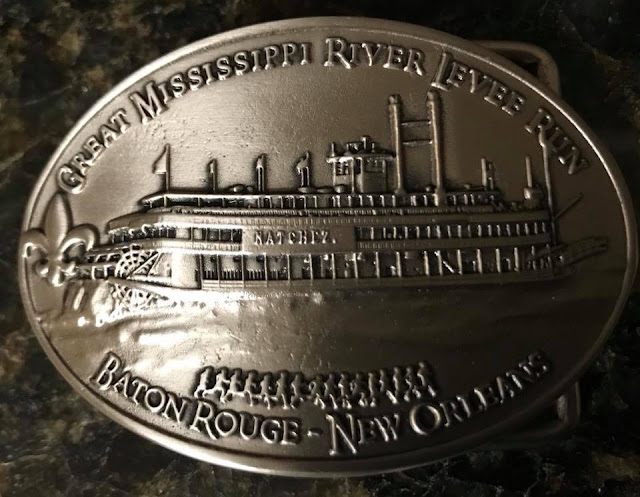 GREAT MISSISSIPPI RIVER LEVEE RUN
NATCHEZ.
BATON ROUGE - NEW ORLEANS